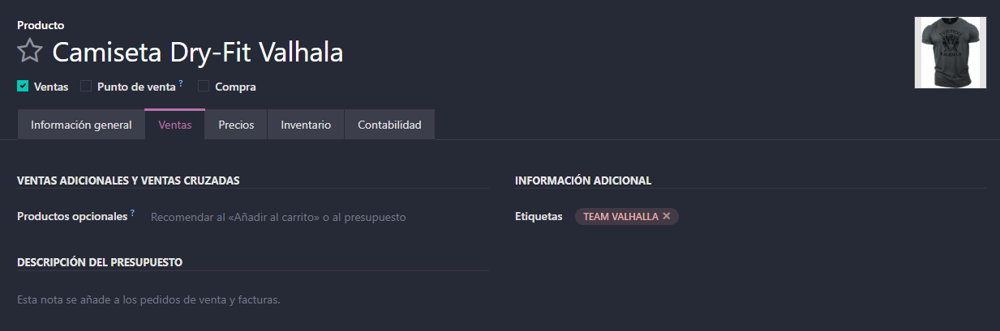 Producto
Camiseta Dry-Fit Valhala
Ventas Punto de venta ? Compra
Información general Ventas Precios Inventario Contabilidad
VENTAS ADICIONALES Y VENTAS CRUZADAS
Productos opcionales ? Recomendar al «Añadir al carrito» o al presupuesto
DESCRIPCIÓN DEL PRESUPUESTO
Esta nota se añade a los pedidos de venta y facturas.
INFORMACIÓN ADICIONAL
Etiquetas TEAM VALHALLA ✕